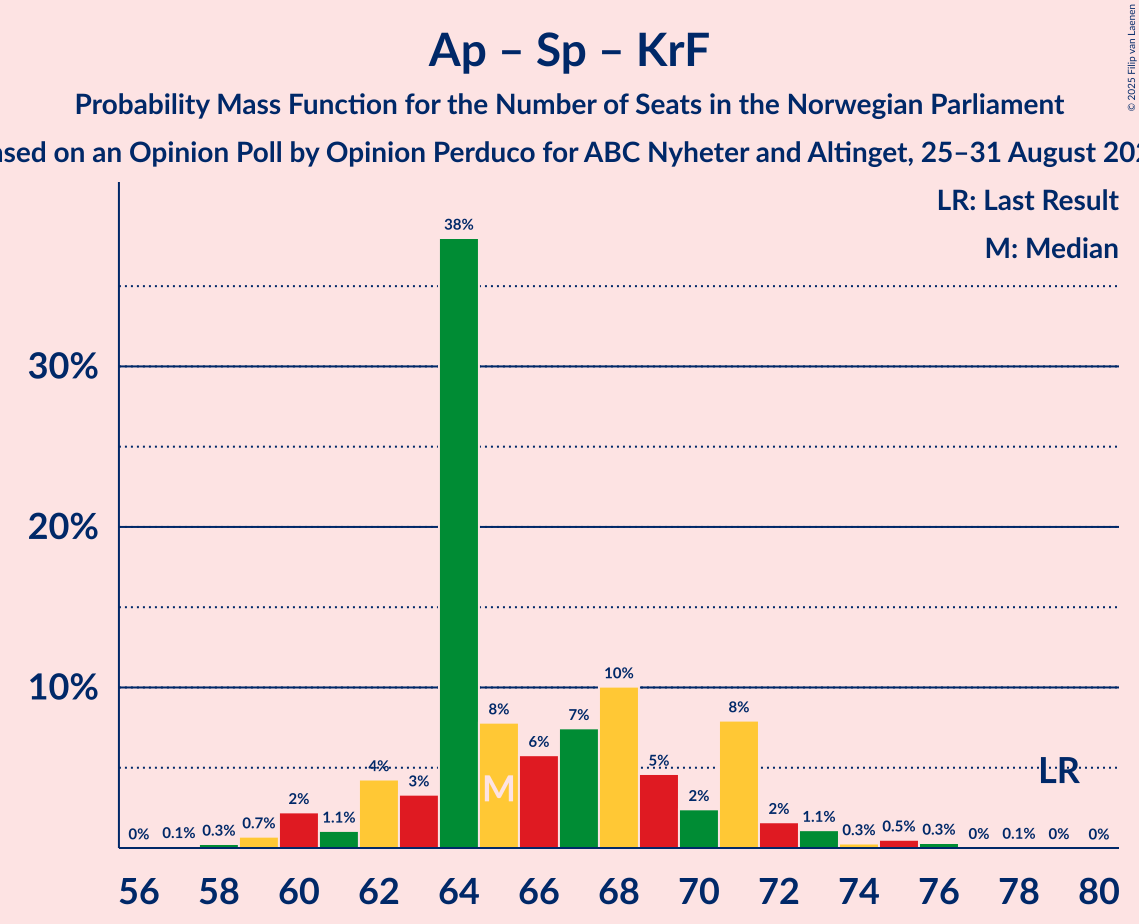 Ap – Sp – KrF
Probability Mass Function for the Number of Seats in the Norwegian Parliament
on an Opinion Poll by Opinion Perduco for ABC Nyheter and Altinget, 25–31 August
© 2025 Filip van Laenen
LR: Last Result
M: Median
38%
30%
20%
10%
10%
8%
8%
7%
6%
5%
4%
3%
2%
2%
2%
0% 0.1% 0.3% 0.7% 1.1% 1.1% 0.3% 0.5% 0.3% 0% 0.1% 0% 0%
M
LR
56 58 60 62 64 66 68 70 72 74 76 78 80